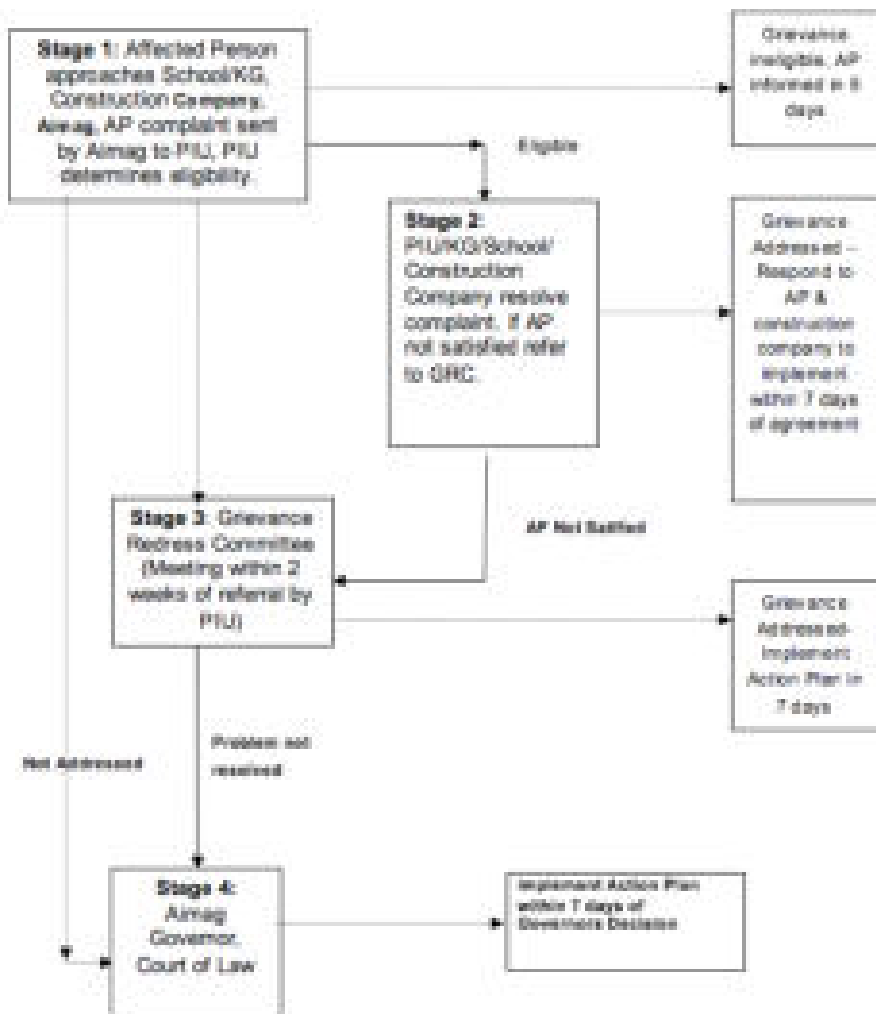 Stage 1: Affected Person
approaches School/KG,
Construction Company,
Aimag, AP complaint sent
by Aimag to PIU, PIU
determines eligibility.
Grievance
ineligible, AP
informed in
days
Eligible
Stage 2:
PIU/KG/School/
Construction
Company resolve
complaint. If AP
not satisfied refer
to GRC.
Grievance
Addressed –
Respond to
AP &
construction
company to
implement
within 7 days
of agreement
AP Not Satified
Stage 3: Grievance
Redress Committee
(Meeting within 2
weeks of referral by
PIU)
Grievance
Addressed-
Implement
Action Plan in
7 days
Not Addressed
Problem not
resolved
Stage 4:
Aimag
Governor,
Court of Law
Implement Action Plan
within 7 days of
Governors Decision